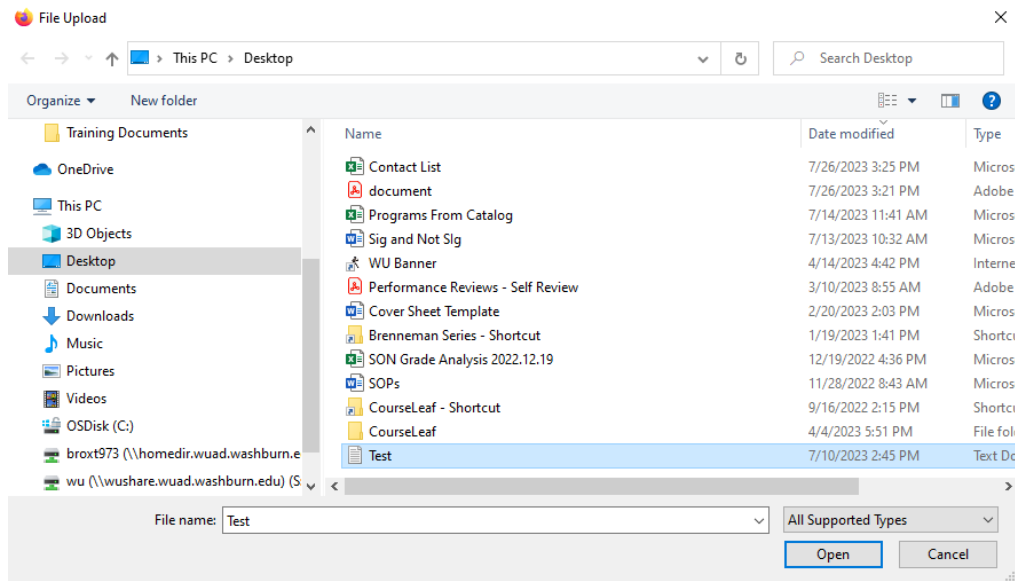 File Upload
This PC > Desktop
Search Desktop
Organize
New folder
Training Documents
OneDrive
This PC
3D Objects
Desktop
Documents
Downloads
Music
Pictures
Videos
OSDisk (C:)
broxt973 (\\homedir.wuad.washburn.e
wu (\\wushare.wuad.washburn.edu) (S:
Name Date modified Type
Contact List 7/26/2023 3:25 PM Micros
document 7/26/2023 3:21 PM Adobe
Programs From Catalog 7/14/2023 11:41 AM Micros
Sig and Not SIg 7/13/2023 10:32 AM Micros
WU Banner 4/14/2023 4:42 PM Interne
Performance Reviews - Self Review 3/10/2023 8:55 AM Adobe
Cover Sheet Template 2/20/2023 2:03 PM Micros
Brenneman Series - Shortcut 1/19/2023 1:41 PM Shortcu
SON Grade Analysis 2022.12.19 12/19/2022 4:36 PM Micros
SOPs 11/28/2022 8:43 AM Micros
CourseLeaf - Shortcut 9/16/2022 2:15 PM Shortcu
CourseLeaf 4/4/2023 5:51 PM File fol
Test 7/10/2023 2:45 PM Text Do
File name: Test
All Supported Types
Open
Cancel